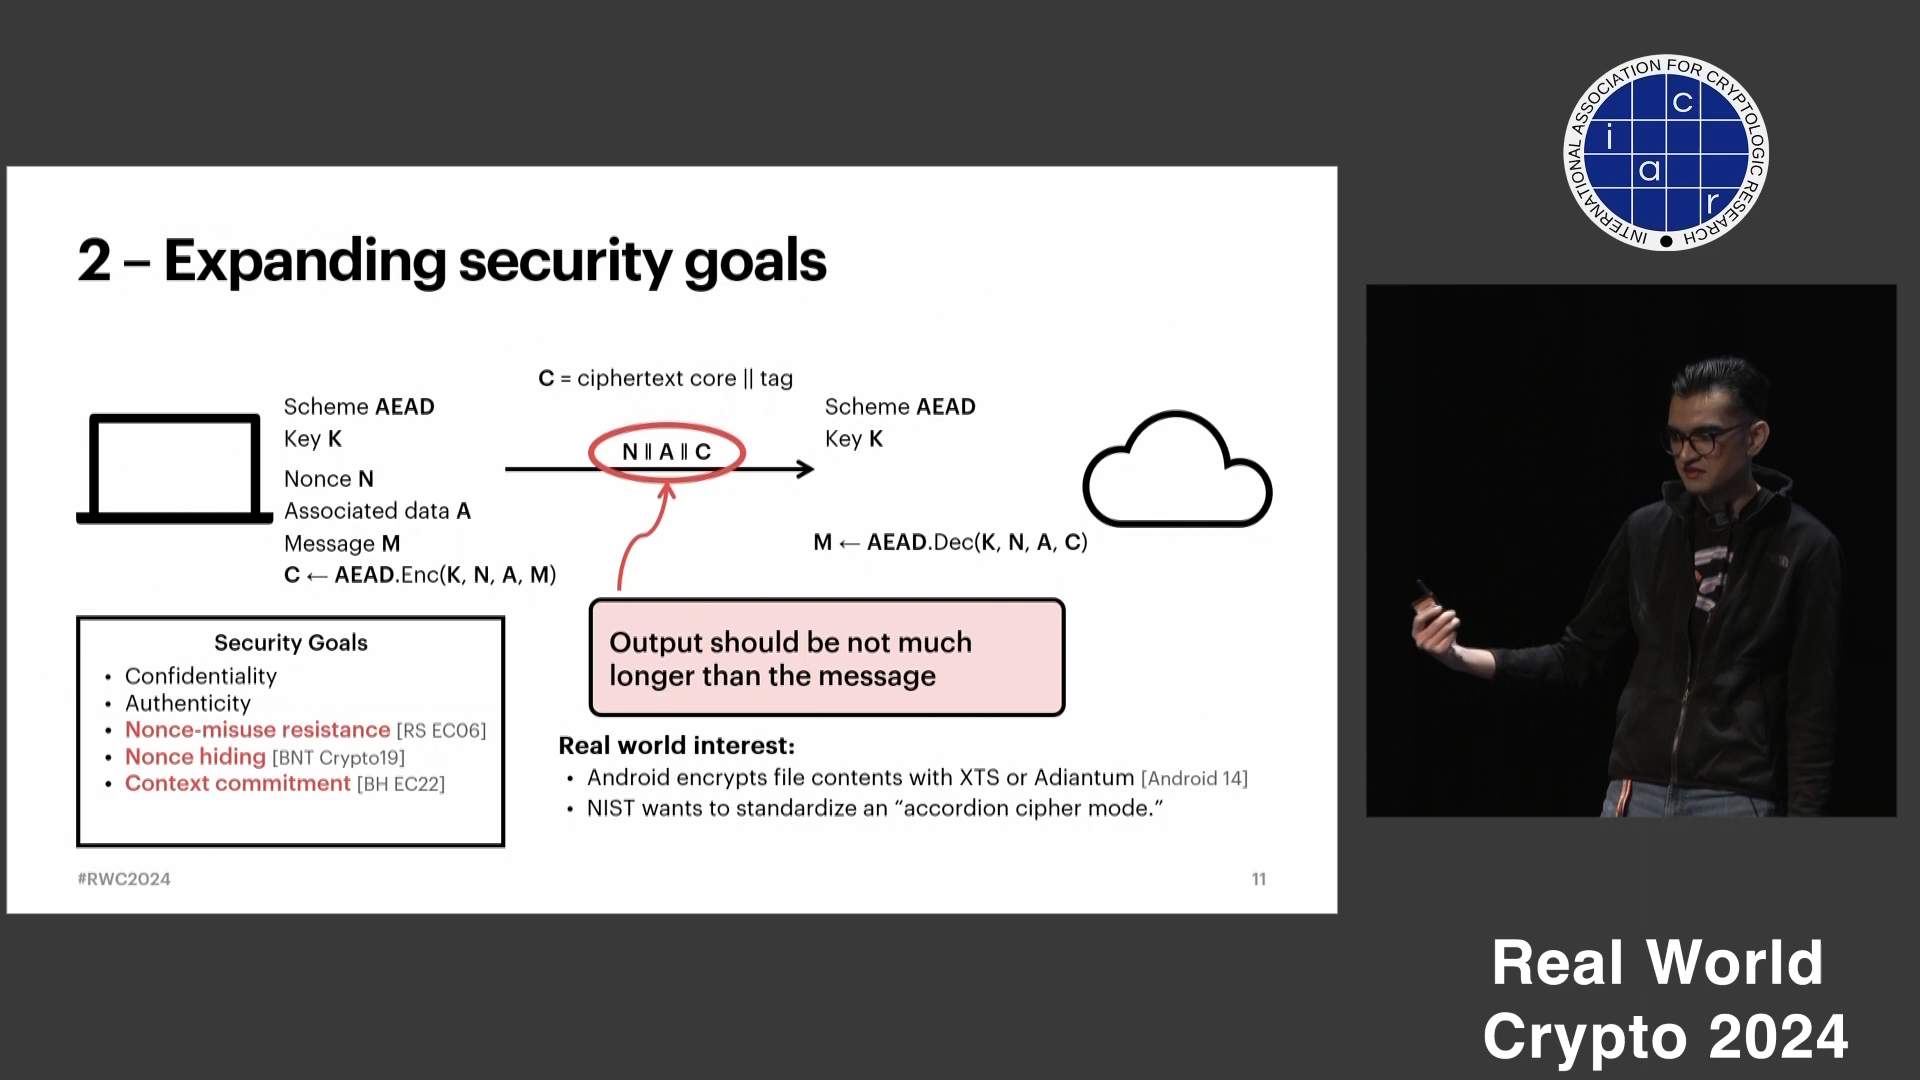 2 – Expanding security goals
C = ciphertext core || tag
Scheme AEAD
Key K
Nonce N
Associated data A
Message M
C ← AEAD.Enc(K, N, A, M)
N ‖ A ‖ C
Scheme AEAD
Key K
M ← AEAD.Dec(K, N, A, C)
Security Goals
• Confidentiality
• Authenticity
• Nonce-misuse resistance [RS EC06]
• Nonce hiding [BNT Crypto19]
• Context commitment [BH EC22]
Output should be not much
longer than the message
Real world interest:
• Android encrypts file contents with XTS or Adiantum [Android 14]
• NIST wants to standardize an “accordion cipher mode.”
#RWC2024
11
INTERNATIONAL ASSOCIATION FOR CRYPTOLOGIC RESEARCH
i a c r
Real World
Crypto 2024